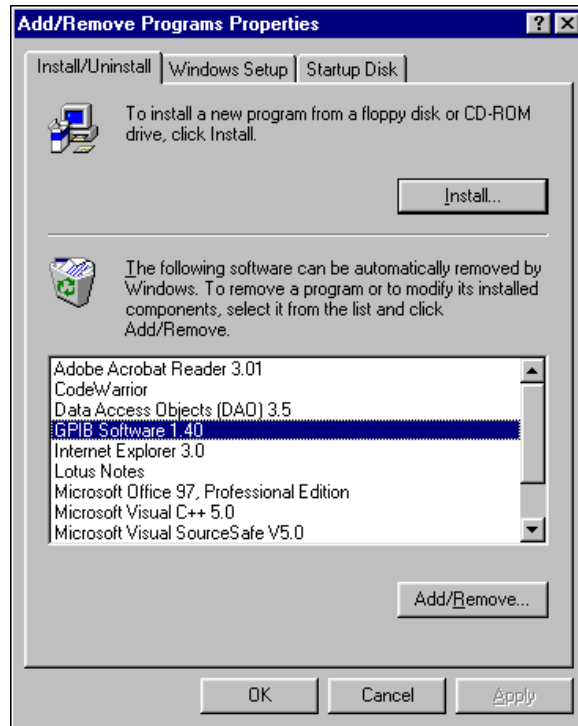 Add/Remove Programs Properties
Install/Uninstall
Windows Setup
Startup Disk
To install a new program from a floppy disk or CD-ROM
drive, click Install.
Install...
The following software can be automatically removed by
Windows. To remove a program or to modify its installed
components, select it from the list and click
Add/Remove.
Adobe Acrobat Reader 3.01
CodeWarrior
Data Access Objects (DAO) 3.5
GPIB Software 1.40
Internet Explorer 3.0
Lotus Notes
Microsoft Office 97, Professional Edition
Microsoft Visual C++ 5.0
Microsoft Visual SourceSafe V5.0
Add/Remove...
OK
Cancel
Apply